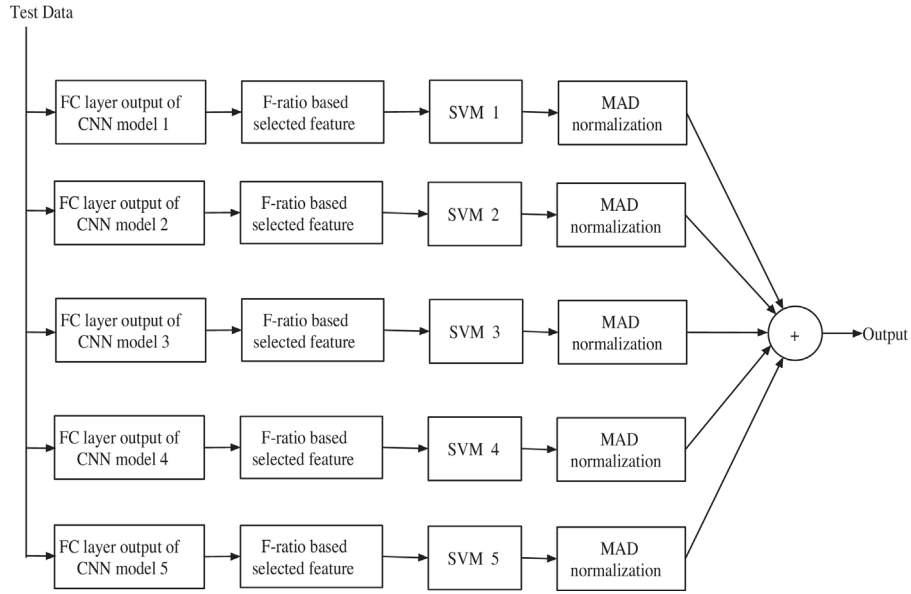 Test Data
FC layer output of
CNN model 1
F-ratio based
selected feature
SVM 1
MAD
normalization
FC layer output of
CNN model 2
F-ratio based
selected feature
SVM 2
MAD
normalization
FC layer output of
CNN model 3
F-ratio based
selected feature
SVM 3
MAD
normalization
+
Output
FC layer output of
CNN model 4
F-ratio based
selected feature
SVM 4
MAD
normalization
FC layer output of
CNN model 5
F-ratio based
selected feature
SVM 5
MAD
normalization